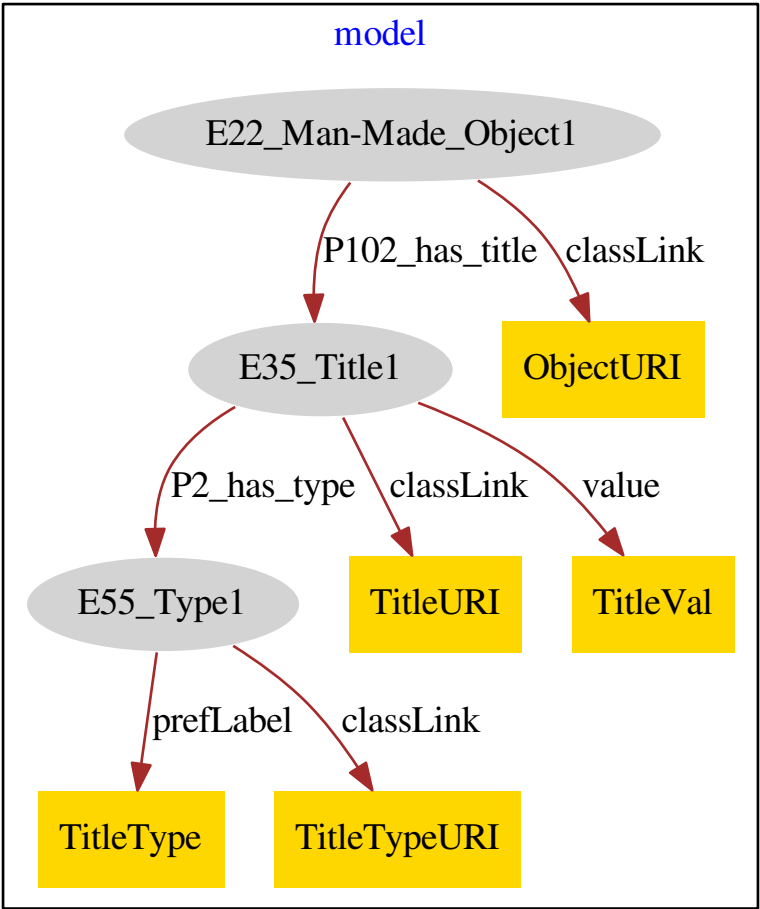 model
E22_Man-Made_Object1
P102_has_title classLink
E35_Title1 ObjectURI
P2_has_type classLink value
E55_Type1 TitleURI TitleVal
prefLabel classLink
TitleType TitleTypeURI